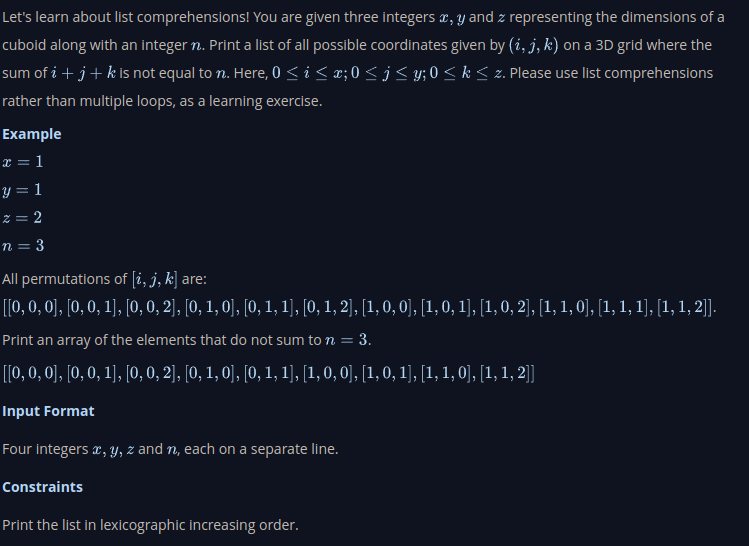 Let's learn about list comprehensions! You are given three integers x, y and z representing the dimensions of a
cuboid along with an integer n. Print a list of all possible coordinates given by (i, j, k) on a 3D grid where the
sum of i + j + k is not equal to n. Here, 0 ≤ i ≤ x; 0 ≤ j ≤ y; 0 ≤ k ≤ z. Please use list comprehensions
rather than multiple loops, as a learning exercise.
Example
x = 1
y = 1
z = 2
n = 3
All permutations of [i, j, k] are:
[[0, 0, 0], [0, 0, 1], [0, 0, 2], [0, 1, 0], [0, 1, 1], [0, 1, 2], [1, 0, 0], [1, 0, 1], [1, 0, 2], [1, 1, 0], [1, 1, 1], [1, 1, 2]].
Print an array of the elements that do not sum to n = 3.
[[0, 0, 0], [0, 0, 1], [0, 0, 2], [0, 1, 0], [0, 1, 1], [1, 0, 0], [1, 0, 1], [1, 1, 0], [1, 1, 2]]
Input Format
Four integers x, y, z and n, each on a separate line.
Constraints
Print the list in lexicographic increasing order.